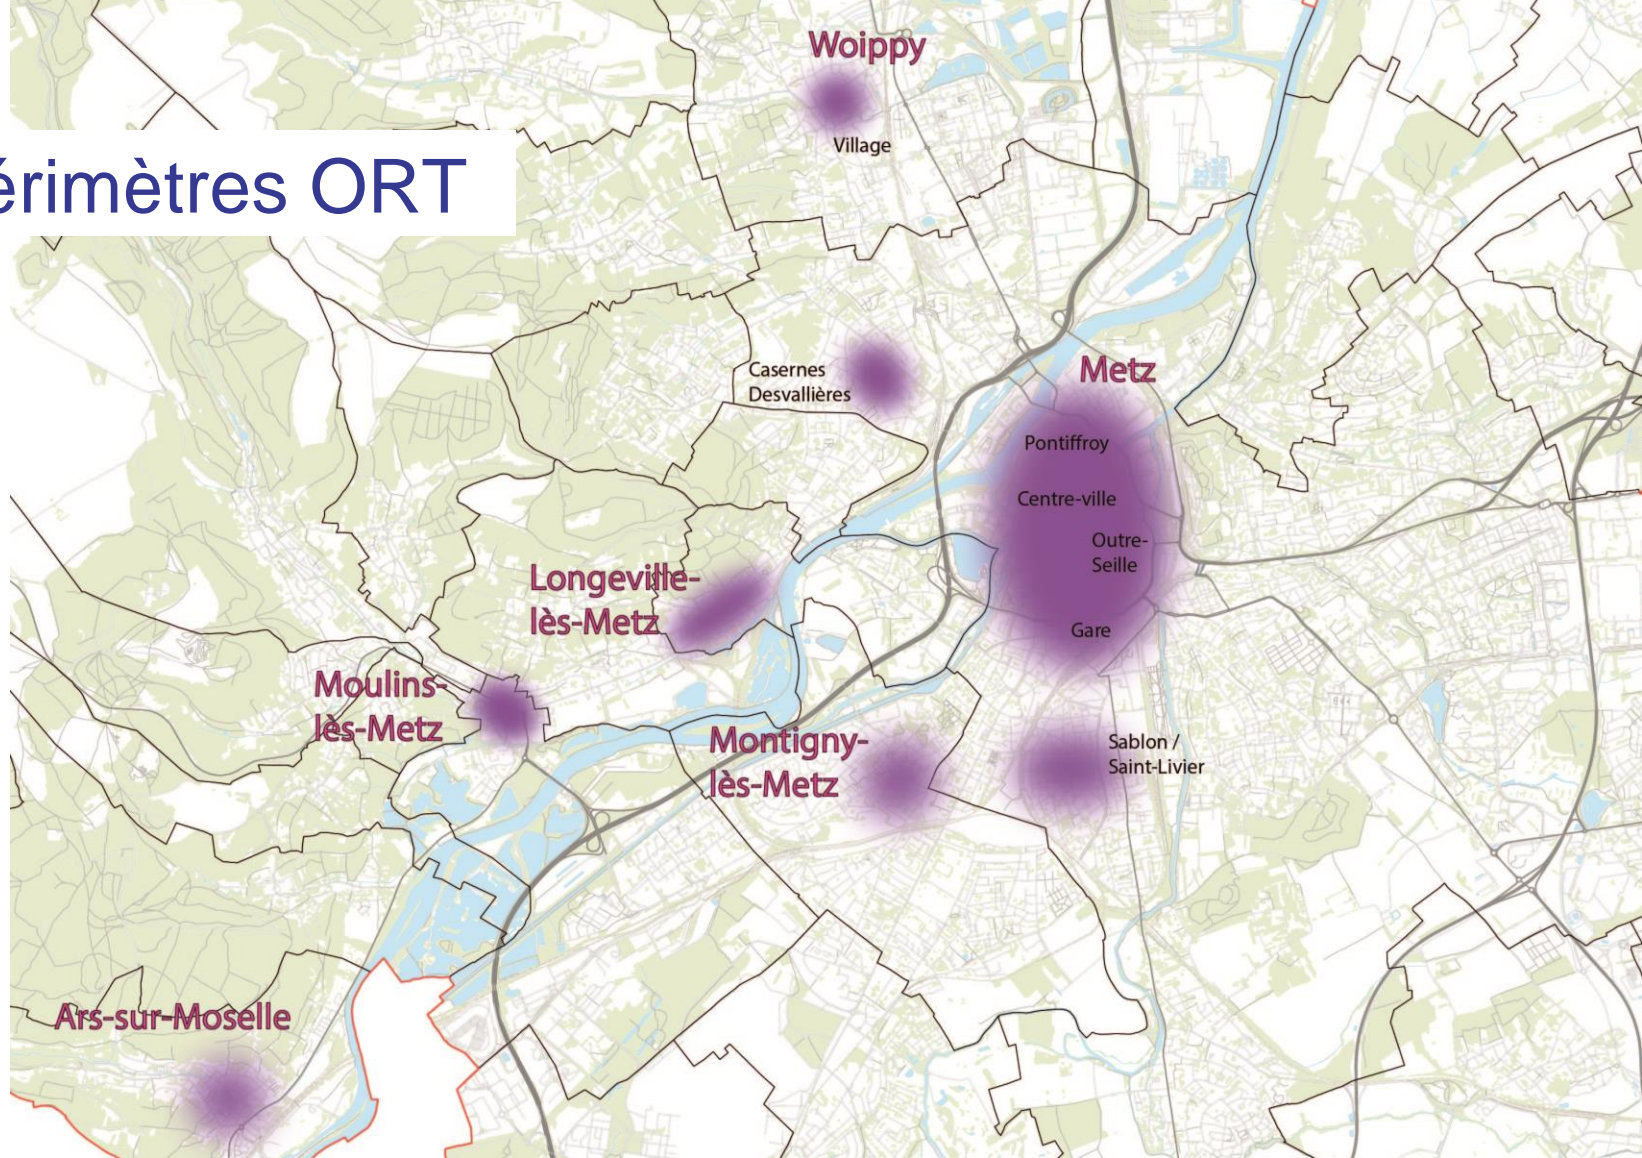 Woippy
Village
érimètres ORT
Casernes
Desvallières
Metz
Pontiffroy
Centre-ville
Outre-
Seille
Gare
Longeville-
lès-Metz
Moulins-
lès-Metz
Montigny-
lès-Metz
Sablon /
Saint-Livier
Ars-sur-Moselle